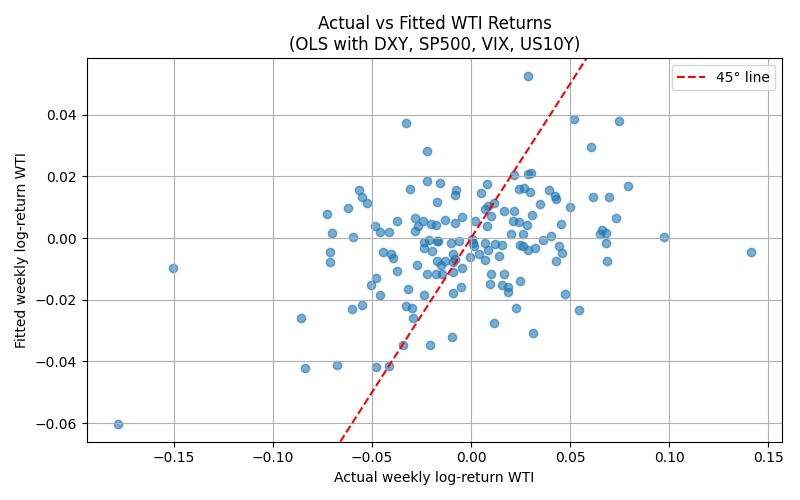 Actual vs Fitted WTI Returns
(OLS with DXY, SP500, VIX, US10Y)
45° line
Fitted weekly log-return WTI
0.04
0.02
0.00
−0.02
−0.04
−0.06
−0.15
−0.10
−0.05
0.00
0.05
0.10
0.15
Actual weekly log-return WTI